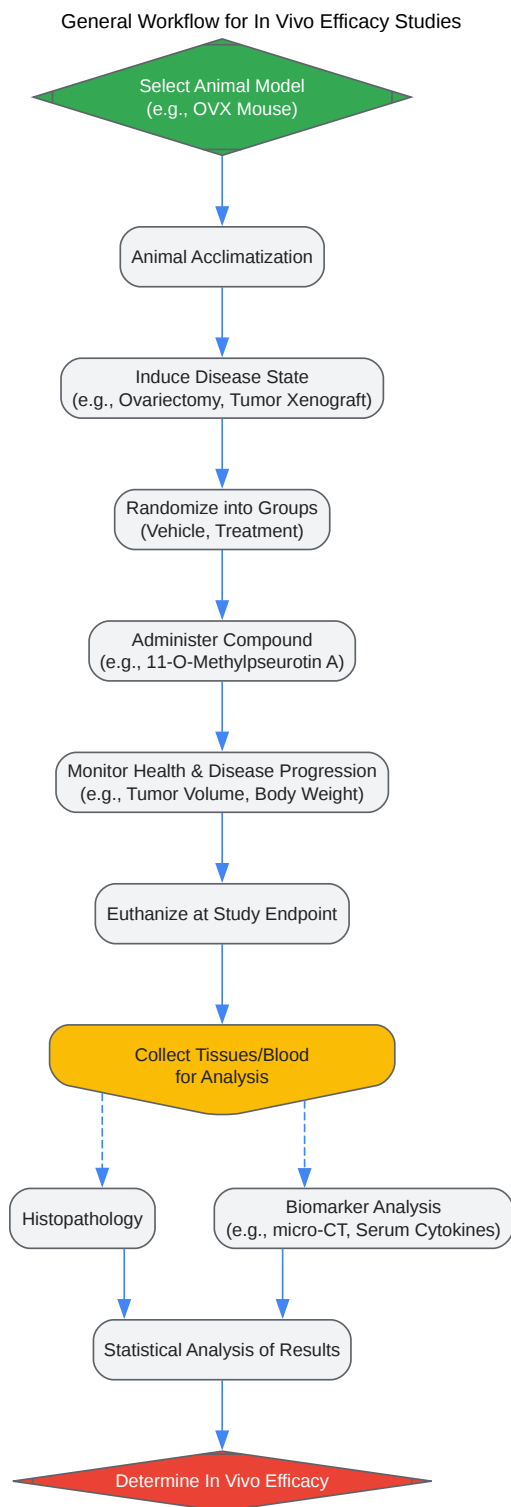 General Workflow for In Vivo Efficacy Studies
Select Animal Model
(e.g., OVX Mouse)
Animal Acclimatization
Induce Disease State
(e.g., Ovariectomy, Tumor Xenograft)
Randomize into Groups
(Vehicle, Treatment)
Administer Compound
(e.g., 11-O-Methylpseurotin A)
Monitor Health & Disease Progression
(e.g., Tumor Volume, Body Weight)
Euthanize at Study Endpoint
Collect Tissues/Blood
for Analysis
Histopathology
Biomarker Analysis
(e.g., micro-CT, Serum Cytokines)
Statistical Analysis of Results
Determine In Vivo Efficacy